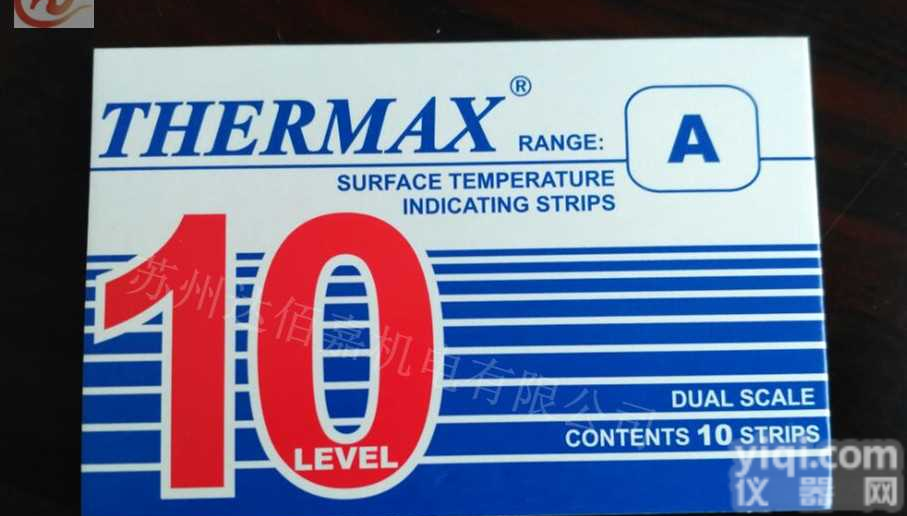 THERMAX®
RANGE: A
SURFACE TEMPERATURE
INDICATING STRIPS
10
LEVEL
苏州达佰嘉机电有限公司
DUAL SCALE
CONTENTS 10 STRIPS
yiqi.com
仪器网